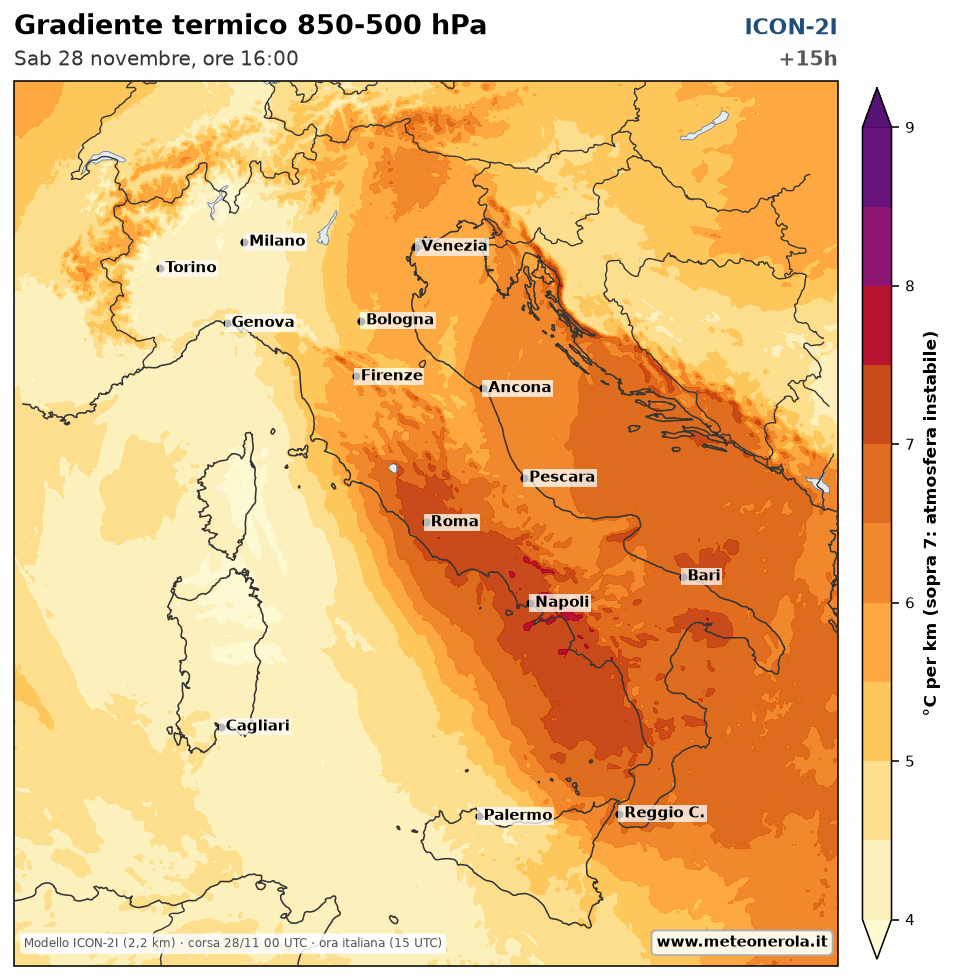 Gradiente termico 850-500 hPa
ICON-2I
Sab 28 novembre, ore 16:00
+15h
Milano
Venezia
Torino
Genova
Bologna
Firenze
Ancona
Pescara
Roma
Bari
Napoli
Cagliari
Palermo
Reggio C.
9
8
7
6
5
4
°C per km (sopra 7: atmosfera instabile)
Modello ICON-2I (2,2 km) · corsa 28/11 00 UTC · ora italiana (15 UTC)
www.meteonerola.it